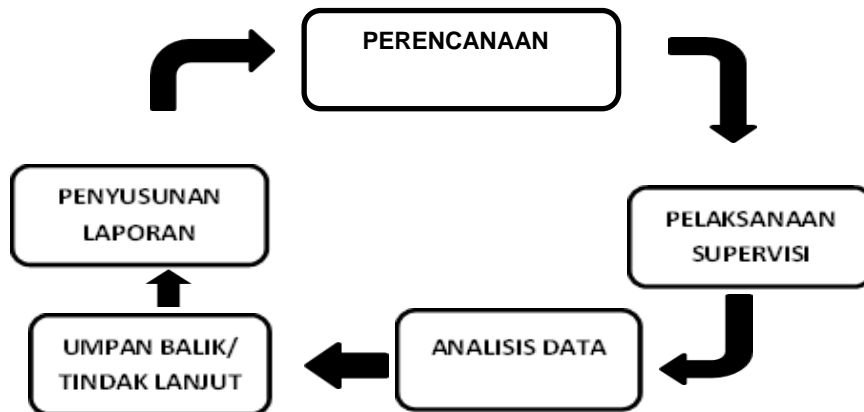 PERENCANAAN
PELAKSANAAN
SUPERVISI
ANALISIS DATA
UMPAN BALIK/
TINDAK LANJUT
PENYUSUNAN
LAPORAN